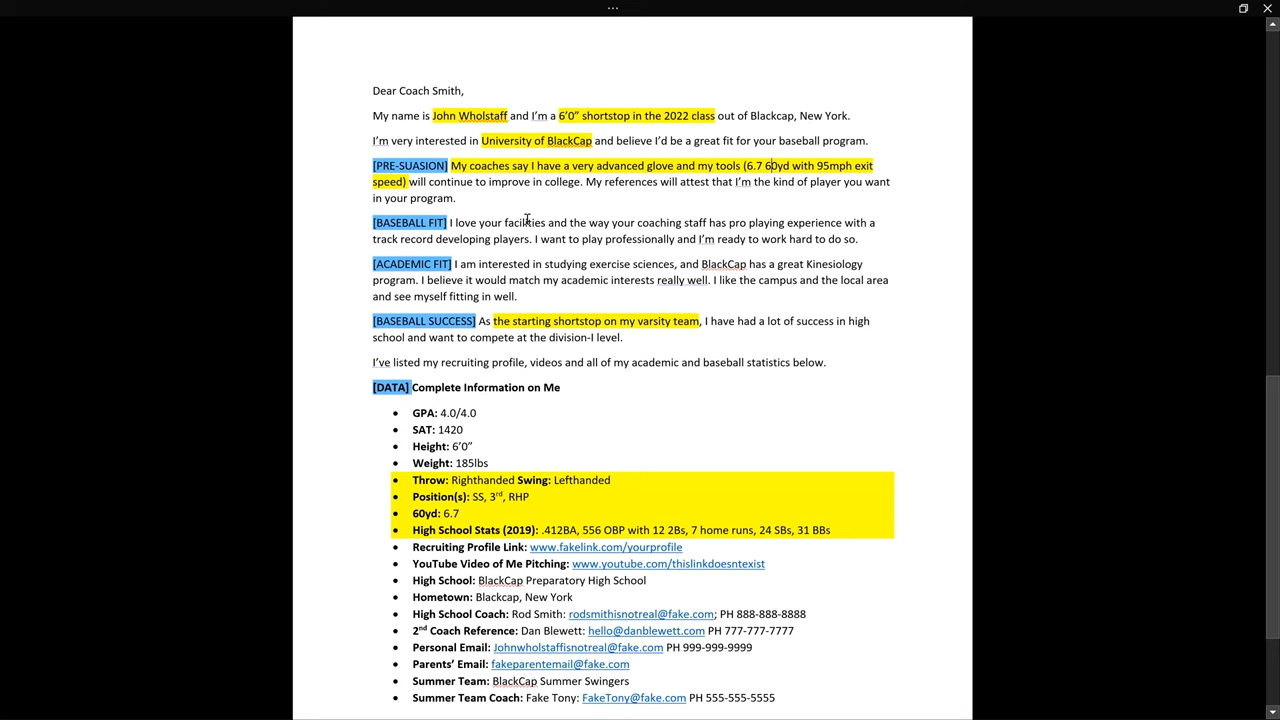 Dear Coach Smith,
My name is John Wholstaff and I'm a 6'0” shortstop in the 2022 class out of Blackcap, New York.
I'm very interested in University of BlackCap and believe I'd be a great fit for your baseball program.
[PRE-SUASION] My coaches say I have a very advanced glove and my tools (6.7 60yd with 95mph exit
speed) will continue to improve in college. My references will attest that I'm the kind of player you want
in your program.
[BASEBALL FIT] I love your facilities and the way your coaching staff has pro playing experience with a
track record developing players. I want to play professionally and I'm ready to work hard to do so.
[ACADEMIC FIT] I am interested in studying exercise sciences, and BlackCap has a great Kinesiology
program. I believe it would match my academic interests really well. I like the campus and the local area
and see myself fitting in well.
[BASEBALL SUCCESS] As the starting shortstop on my varsity team, I have had a lot of success in high
school and want to compete at the division-I level.
I've listed my recruiting profile, videos and all of my academic and baseball statistics below.
[DATA] Complete Information on Me
• GPA: 4.0/4.0
• SAT: 1420
• Height: 6'0”
• Weight: 185lbs
• Throw: Righthanded Swing: Lefthanded
• Position(s): SS, 3rd, RHP
• 60yd: 6.7
• High School Stats (2019): .412BA, 556 OBP with 12 2Bs, 7 home runs, 24 SBs, 31 BBs
• Recruiting Profile Link: www.fakelink.com/yourprofile
• YouTube Video of Me Pitching: www.youtube.com/thislinkdoesntexist
• High School: BlackCap Preparatory High School
• Hometown: Blackcap, New York
• High School Coach: Rod Smith: rodsmithisnotreal@fake.com; PH 888-888-8888
• 2nd Coach Reference: Dan Blewett: hello@danblewett.com PH 777-777-7777
• Personal Email: Johnwholstaffisnotreal@fake.com PH 999-999-9999
• Parents' Email: fakeparentemail@fake.com
• Summer Team: BlackCap Summer Swingers
• Summer Team Coach: Fake Tony: FakeTony@fake.com PH 555-555-5555